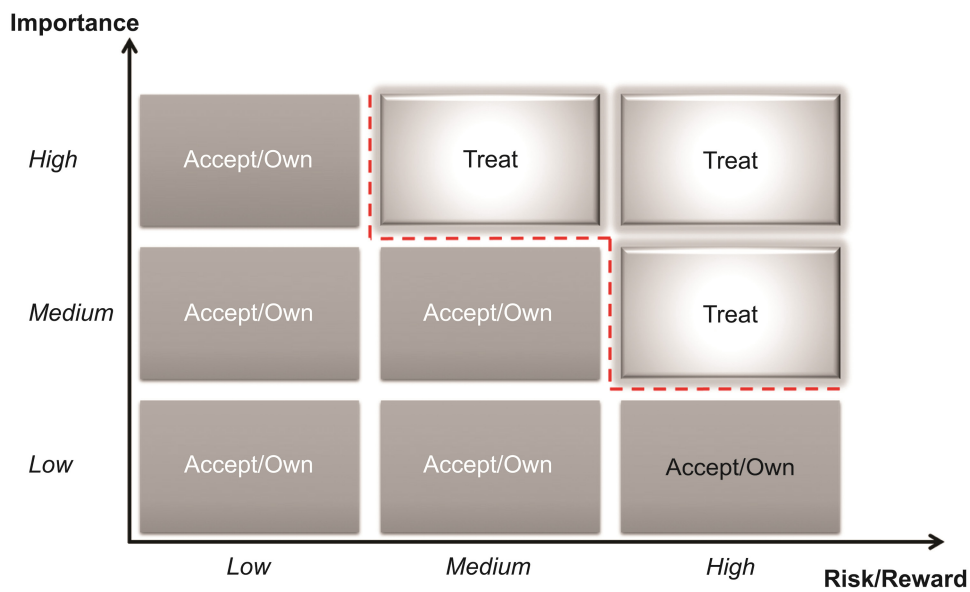 Importance
High
Accept/Own
Treat
Treat
Medium
Accept/Own
Accept/Own
Treat
Low
Accept/Own
Accept/Own
Accept/Own
Low
Medium
High
Risk/Reward